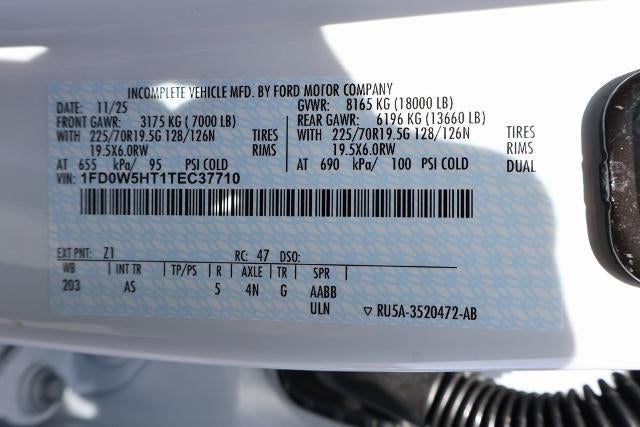 INCOMPLETE VEHICLE MFD. BY FORD MOTOR COMPANY
DATE: 11/25 GVWR: 8165 KG (18000 LB)
FRONT GAWR: 3175 KG (7000 LB) REAR GAWR: 6196 KG (13660 LB)
WITH 225/70R19.5G 128/126N TIRES WITH 225/70R19.5G 128/126N TIRES
19.5X6.0RW RIMS 19.5X6.0RW RIMS
AT 655 kPa/ 95 PSI COLD AT 690 kPa/ 100 PSI COLD DUAL
VIN: 1FD0W5HT1TEC37710
EXT PNT: Z1 RC: 47 DSO:
WB INT TR TP/PS R AXLE TR SPR
203 AS 5 4N G AABB
ULN RU5A-3520472-AB